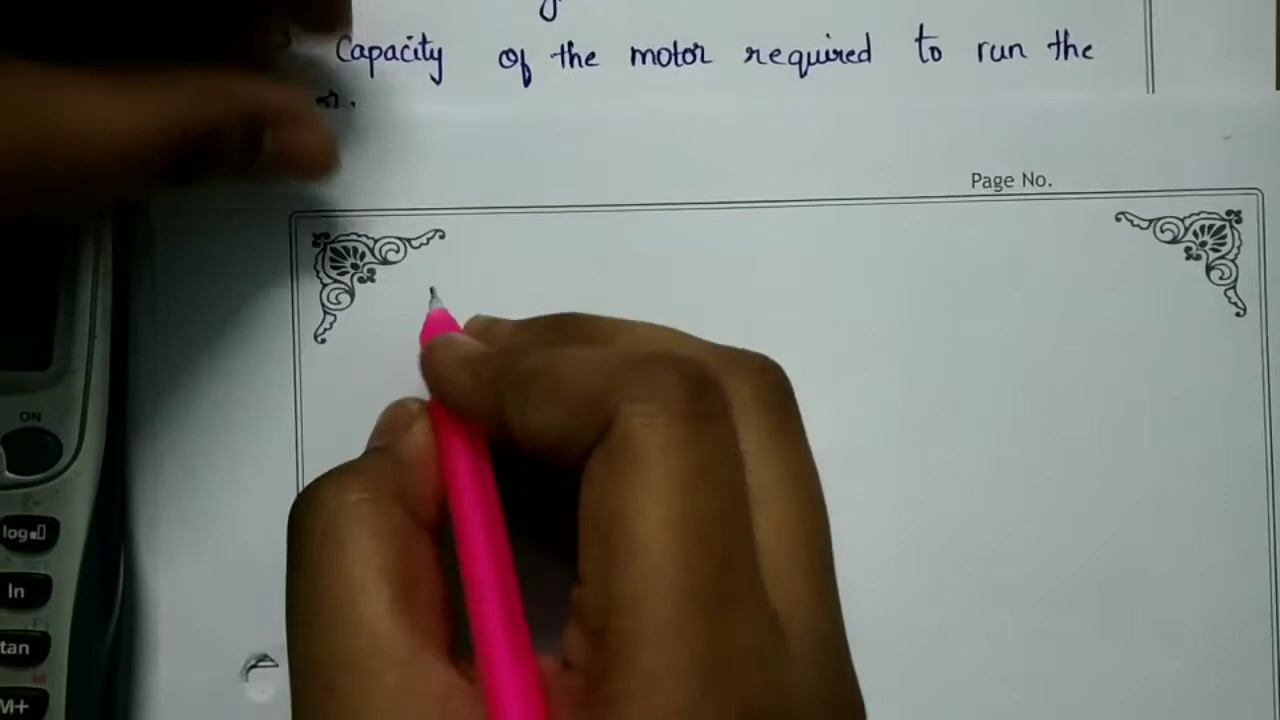 Capacity of the motor required to run the
Page No.
ON
log
ln
tan
M+